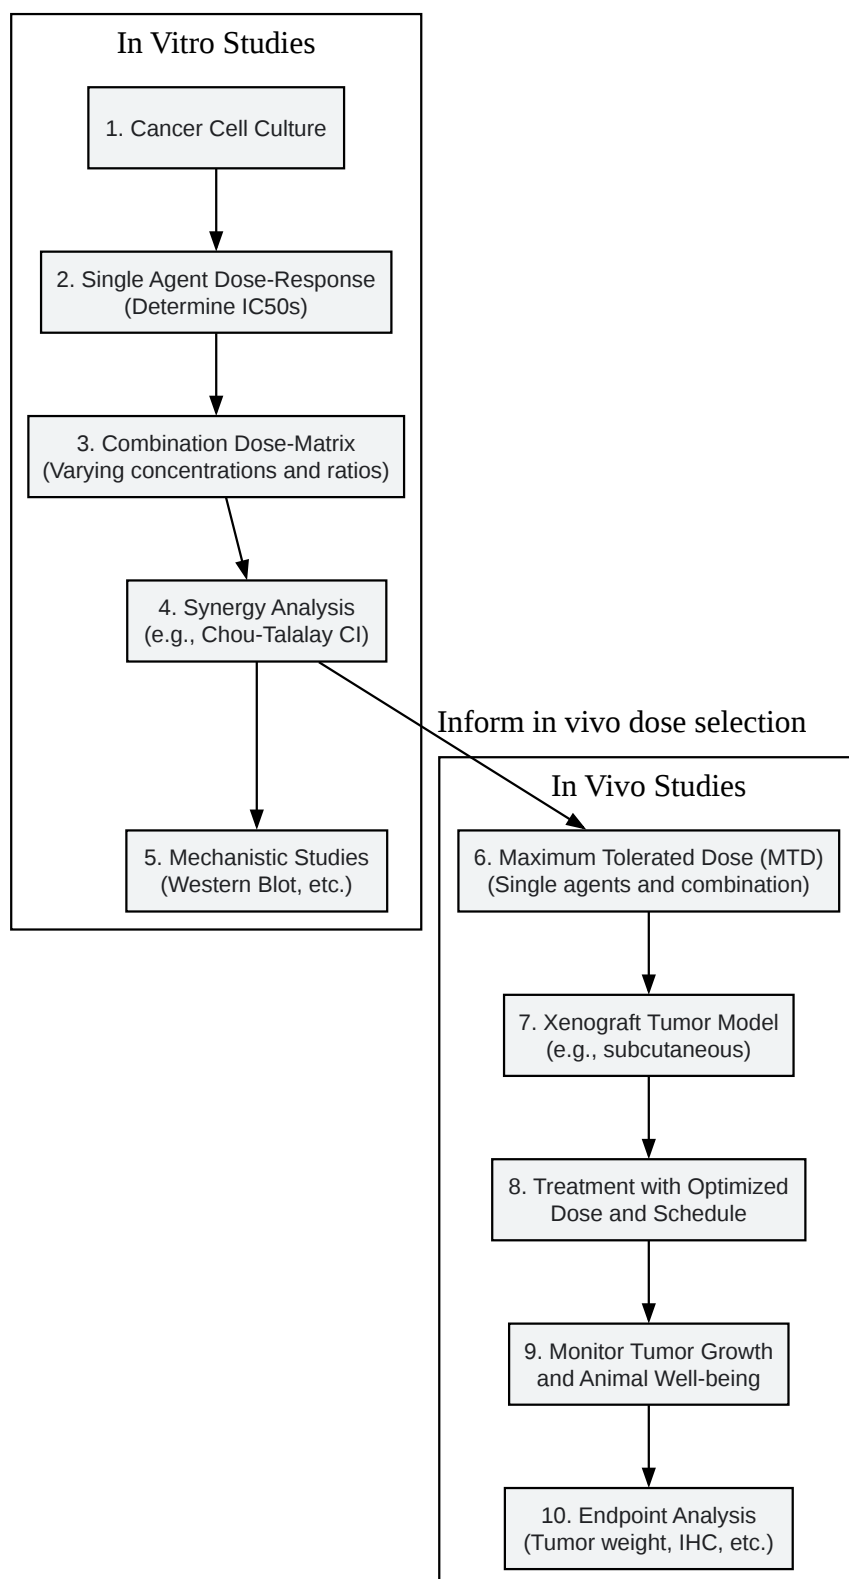 In Vitro Studies
1. Cancer Cell Culture
2. Single Agent Dose-Response
(Determine IC50s)
3. Combination Dose-Matrix
(Varying concentrations and ratios)
4. Synergy Analysis
(e.g., Chou-Talalay CI)
5. Mechanistic Studies
(Western Blot, etc.)
Inform in vivo dose selection
In Vivo Studies
6. Maximum Tolerated Dose (MTD)
(Single agents and combination)
7. Xenograft Tumor Model
(e.g., subcutaneous)
8. Treatment with Optimized
Dose and Schedule
9. Monitor Tumor Growth
and Animal Well-being
10. Endpoint Analysis
(Tumor weight, IHC, etc.)